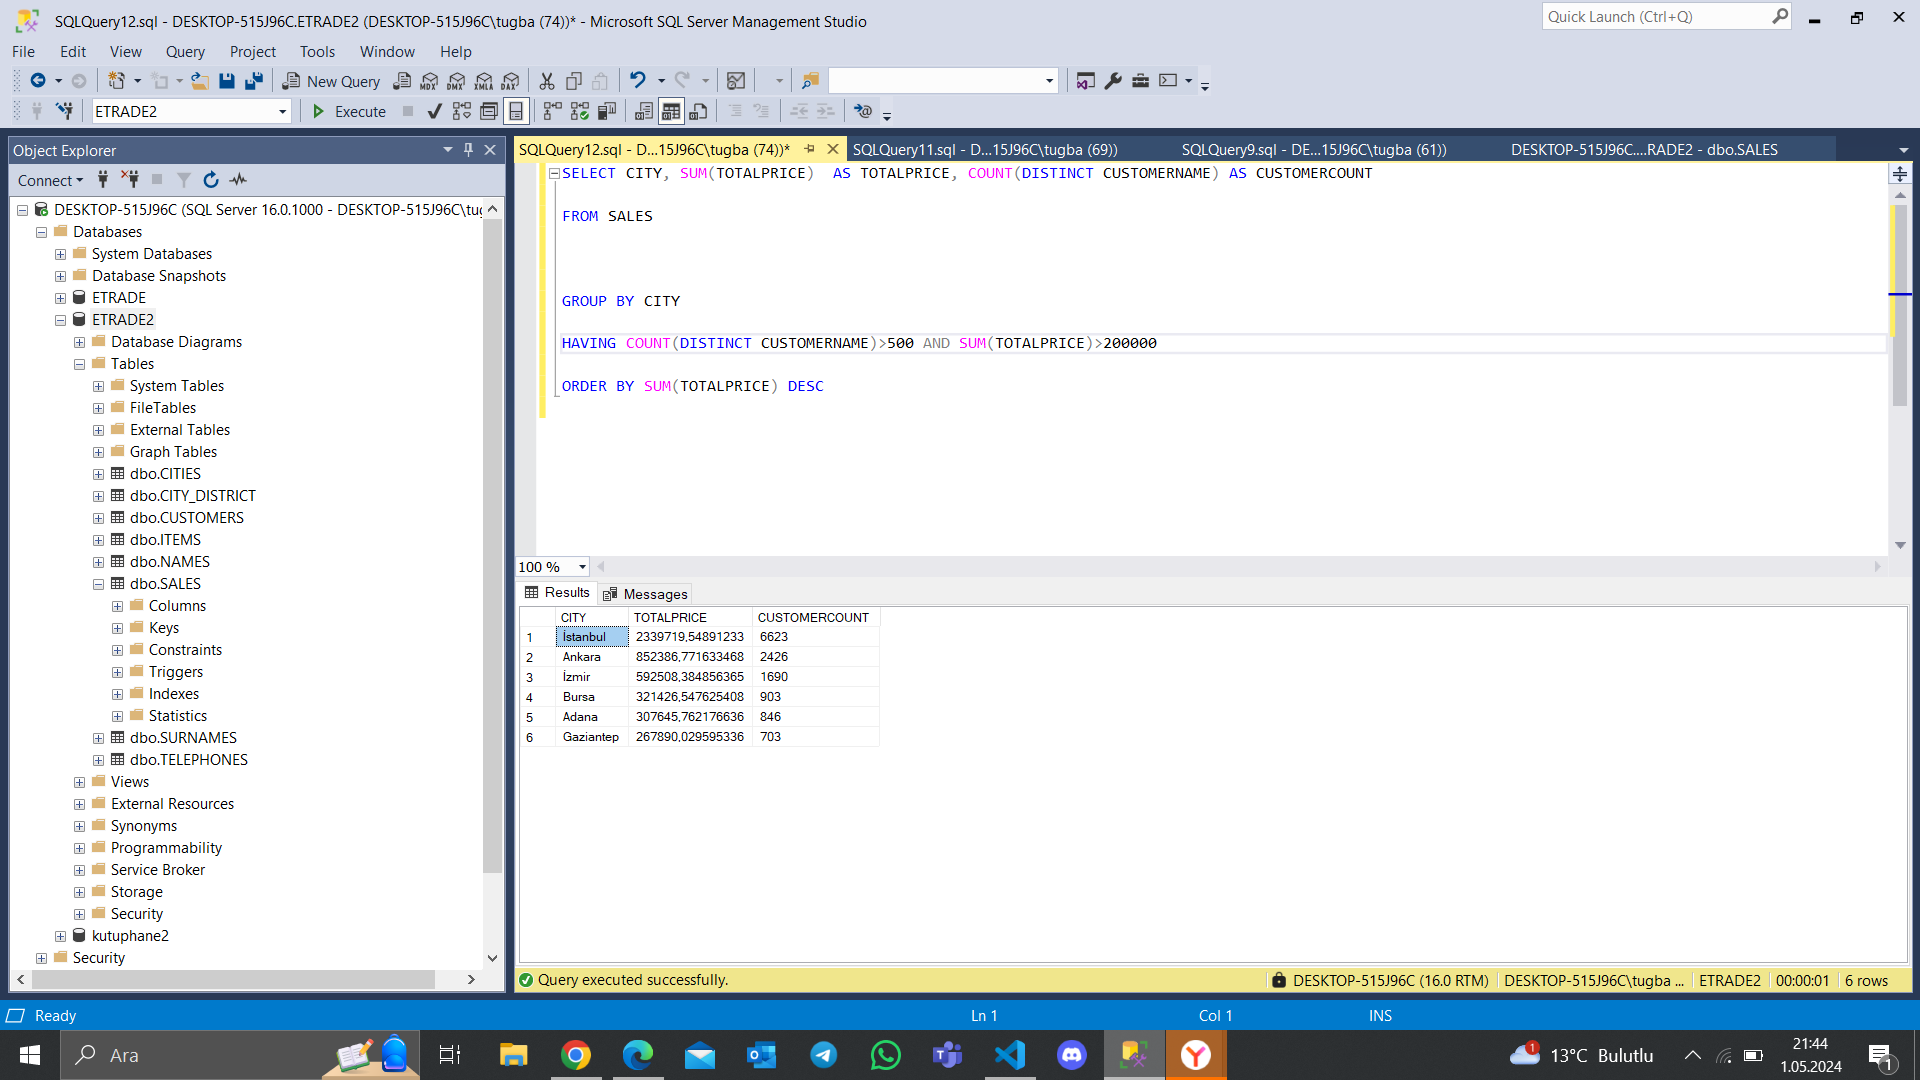 SQLQuery12.sql - DESKTOP-515J96C.ETRADE2 (DESKTOP-515J96C\tugba (74))* - Microsoft SQL Server Management Studio
Quick Launch (Ctrl+Q)
File Edit View Query Project Tools Window Help
New Query
MDX DMX XMLA DAX
ETRADE2
Execute
Object Explorer
Connect
DESKTOP-515J96C (SQL Server 16.0.1000 - DESKTOP-515J96C\tug
Databases
System Databases
Database Snapshots
ETRADE
ETRADE2
Database Diagrams
Tables
System Tables
FileTables
External Tables
Graph Tables
dbo.CITIES
dbo.CITY_DISTRICT
dbo.CUSTOMERS
dbo.ITEMS
dbo.NAMES
dbo.SALES
Columns
Keys
Constraints
Triggers
Indexes
Statistics
dbo.SURNAMES
dbo.TELEPHONES
Views
External Resources
Synonyms
Programmability
Service Broker
Storage
Security
kutuphane2
Security
SQLQuery12.sql - D...15J96C\tugba (74))*
SQLQuery11.sql - D...15J96C\tugba (69))
SQLQuery9.sql - DE...15J96C\tugba (61))
DESKTOP-515J96C....RADE2 - dbo.SALES
SELECT CITY, SUM(TOTALPRICE)  AS TOTALPRICE, COUNT(DISTINCT CUSTOMERNAME) AS CUSTOMERCOUNT
FROM SALES
GROUP BY CITY
HAVING COUNT(DISTINCT CUSTOMERNAME)>500 AND SUM(TOTALPRICE)>200000
ORDER BY SUM(TOTALPRICE) DESC
100 %
Results Messages
CITY TOTALPRICE CUSTOMERCOUNT
1 İstanbul 2339719,54891233 6623
2 Ankara 852386,771633468 2426
3 İzmir 592508,384856365 1690
4 Bursa 321426,547625408 903
5 Adana 307645,762176636 846
6 Gaziantep 267890,029595336 703
Query executed successfully.
DESKTOP-515J96C (16.0 RTM) DESKTOP-515J96C\tugba ... ETRADE2 00:00:01 6 rows
Ready Ln 1 Col 1 INS
Ara
1
13°C Bulutlu
21:44
1.05.2024
1